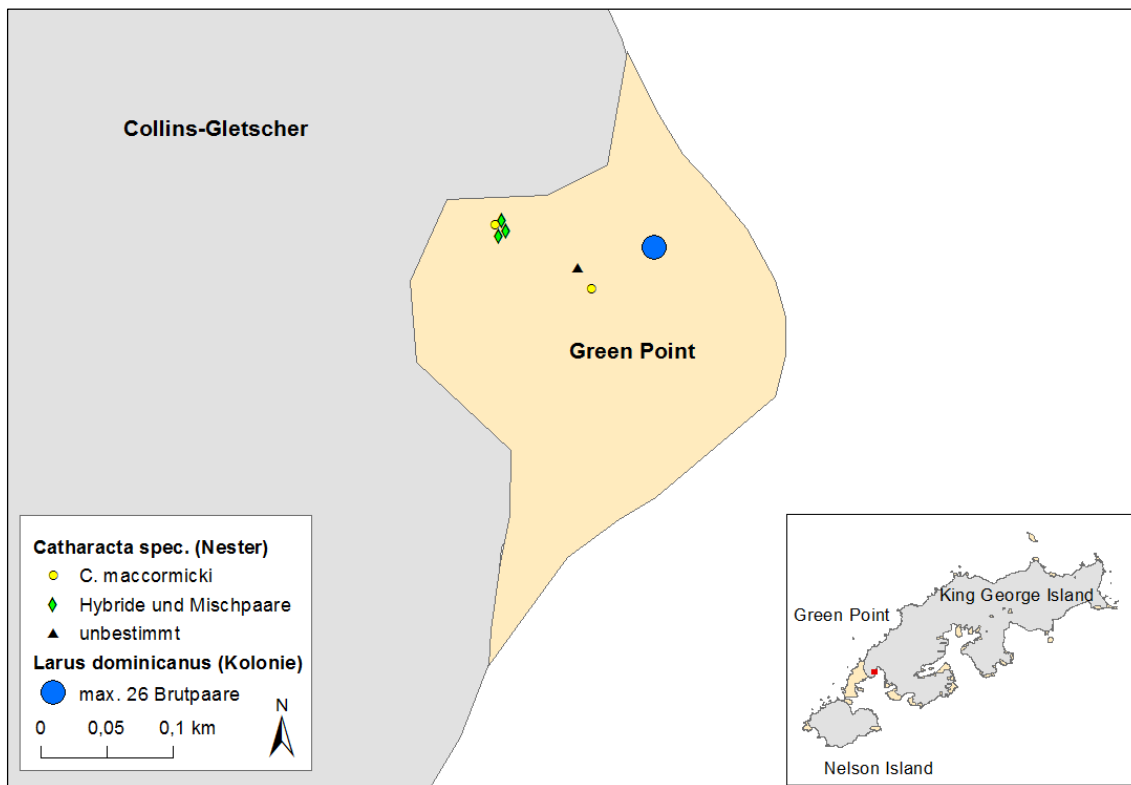 Collins-Gletscher
Green Point
Catharacta spec. (Nester)
C. maccormicki
Hybride und Mischpaare
unbestimmt
Larus dominicanus (Kolonie)
max. 26 Brutpaare
0 0,05 0,1 km
N
King George Island
Green Point
Nelson Island